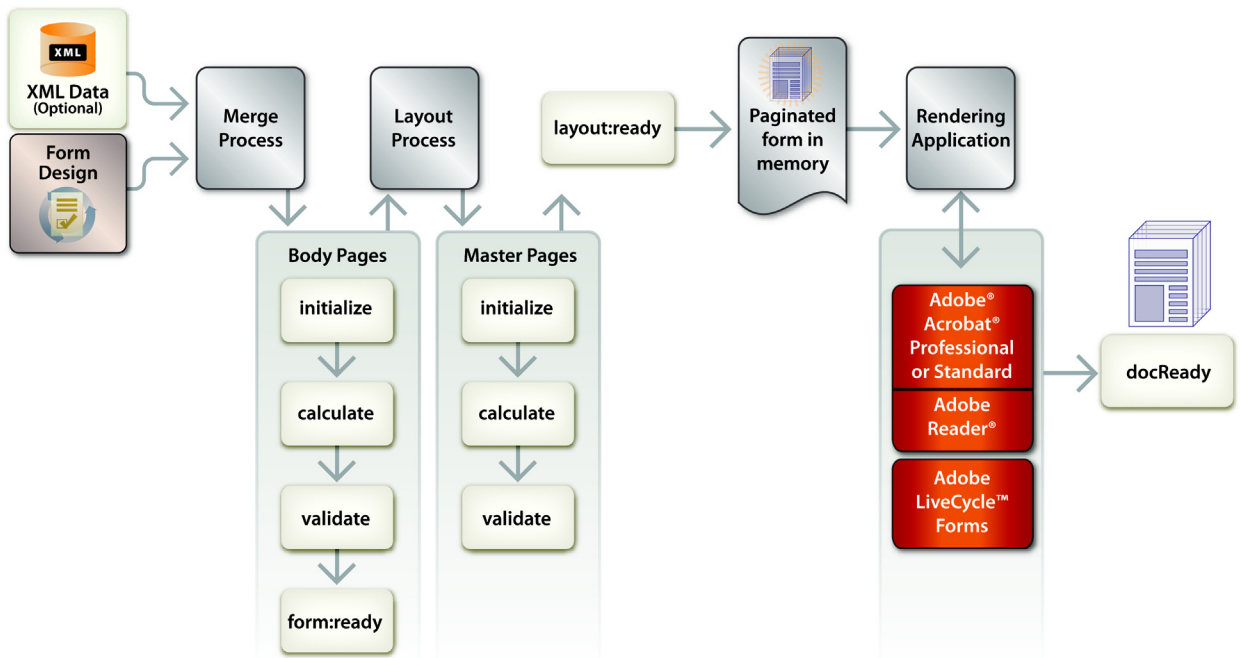 XML
XML Data
(Optional)
Form
Design
Merge
Process
Layout
Process
layout:ready
Paginated
form in
memory
Rendering
Application
Body Pages
initialize
calculate
validate
form:ready
Master Pages
initialize
calculate
validate
Adobe®
Acrobat®
Professional
or Standard
Adobe
Reader®
Adobe
LiveCycle™
Forms
docReady